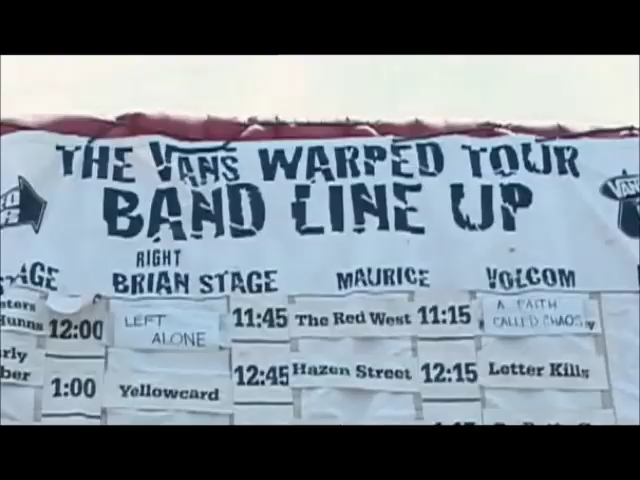 THE VANS WARPED TOUR
BAND LINE UP
RIGHT
BRIAN STAGE MAURICE VOLCOM
12:00 LEFT ALONE 11:45 The Red West 11:15 A FAITH CALLED CHAOS
1:00 Yellowcard 12:45 Hazen Street 12:15 Letter Kills